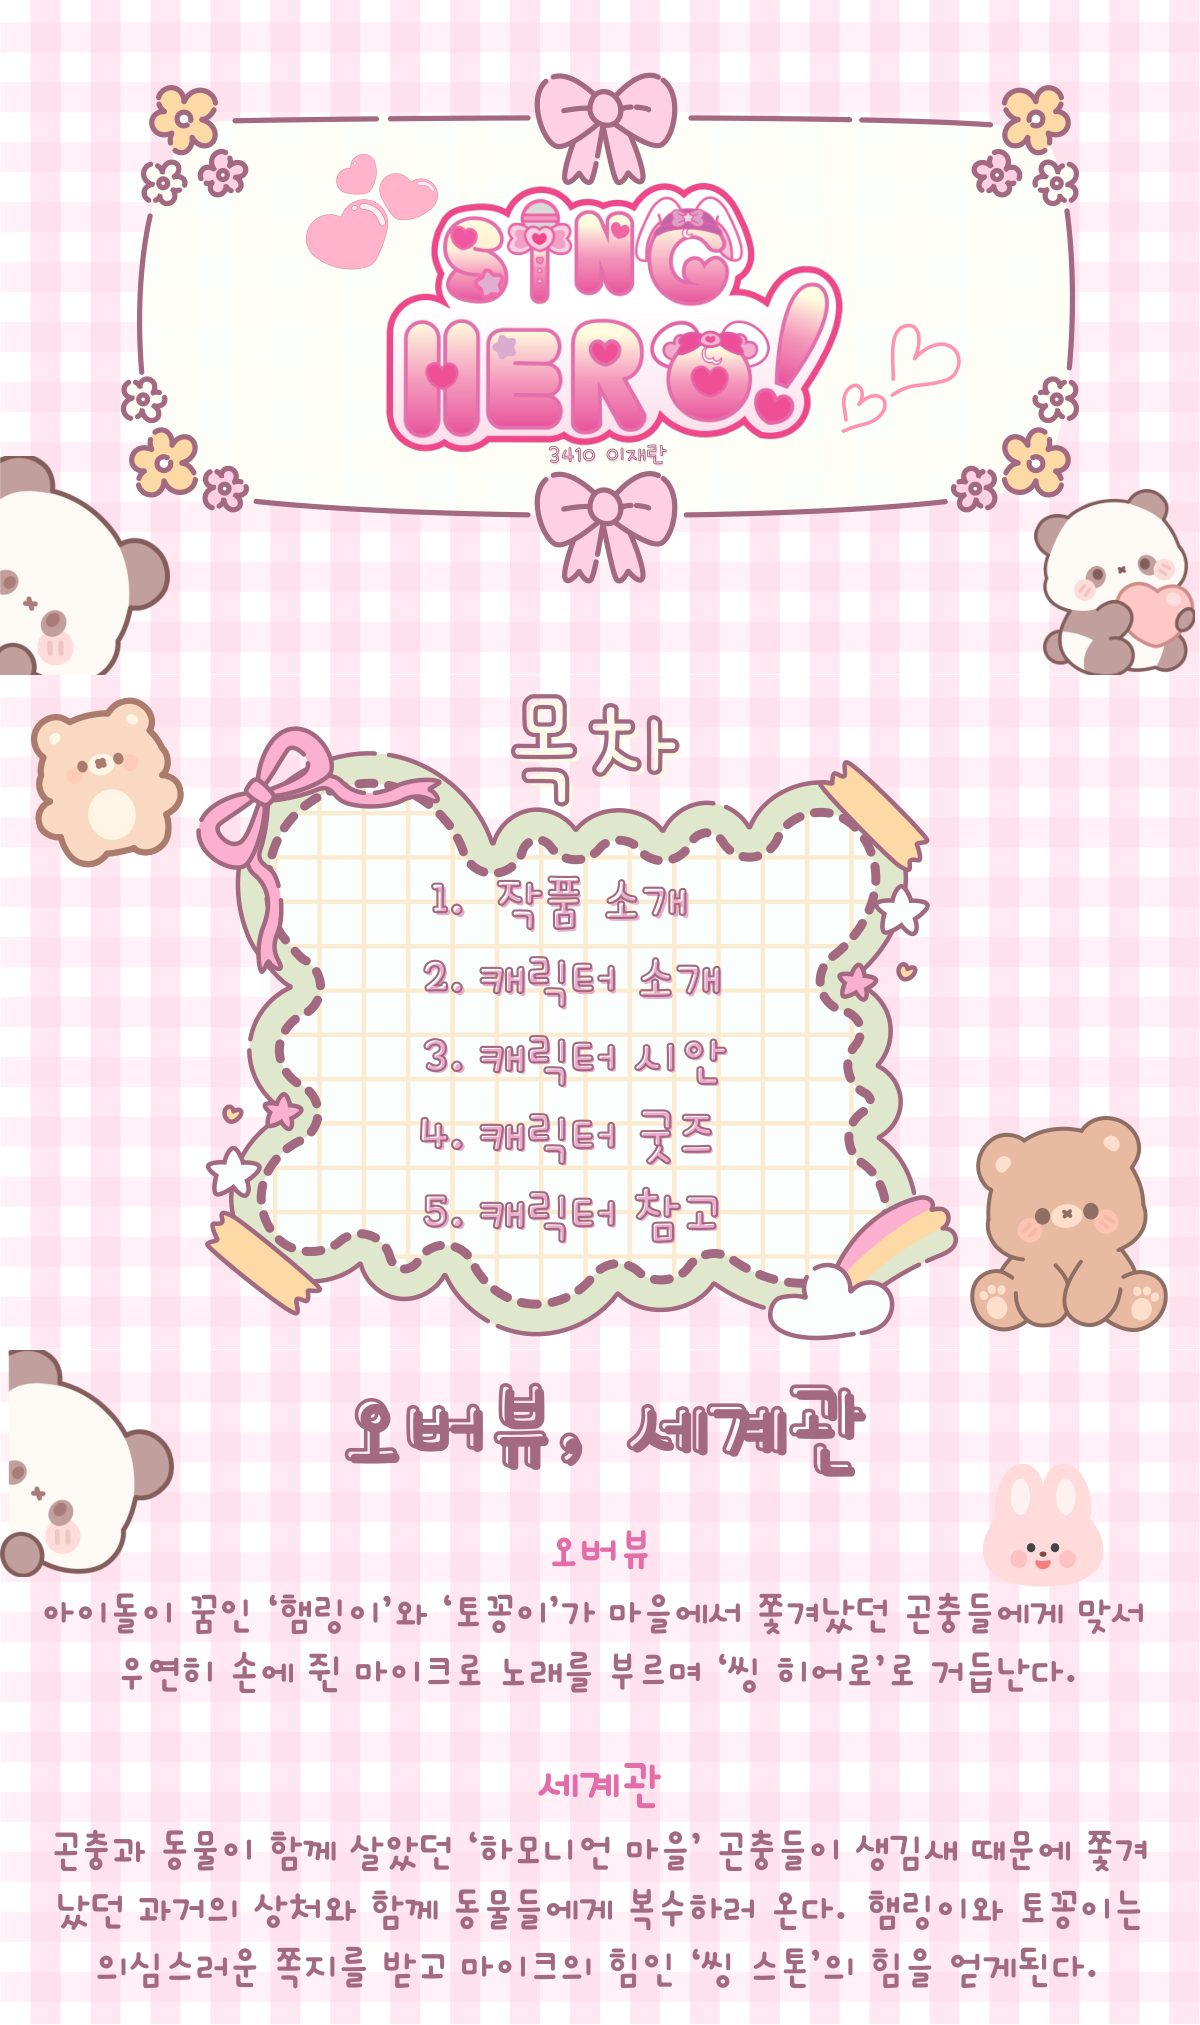 SING
HERO!
3410 이재란
목차
1. 작품 소개
2. 캐릭터 소개
3. 캐릭터 시안
4. 캐릭터 굿즈
5. 캐릭터 참고
오버뷰, 세계관
오버뷰
아이돌이 꿈인 ‘햄링이’와 ‘토꽁이’가 마을에서 쫓겨났던 곤충들에게 맞서
우연히 손에 쥔 마이크로 노래를 부르며 ‘씽 히어로’로 거듭난다.
세계관
곤충과 동물이 함께 살았던 ‘하모니언 마을’ 곤충들이 생김새 때문에 쫓겨
났던 과거의 상처와 함께 동물들에게 복수하러 온다. 햄링이와 토꽁이는
의심스러운 쪽지를 받고 마이크의 힘인 ‘씽 스톤’의 힘을 얻게된다.